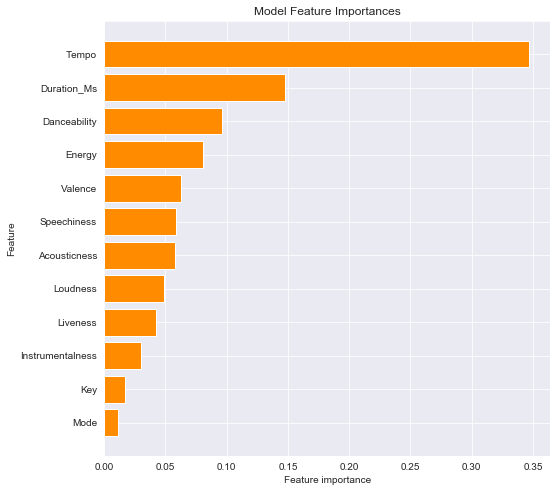 Model Feature Importances
Tempo
Duration_Ms
Danceability
Energy
Valence
Speechiness
Acousticness
Loudness
Liveness
Instrumentalness
Key
Mode
Feature
0.00 0.05 0.10 0.15 0.20 0.25 0.30 0.35
Feature importance